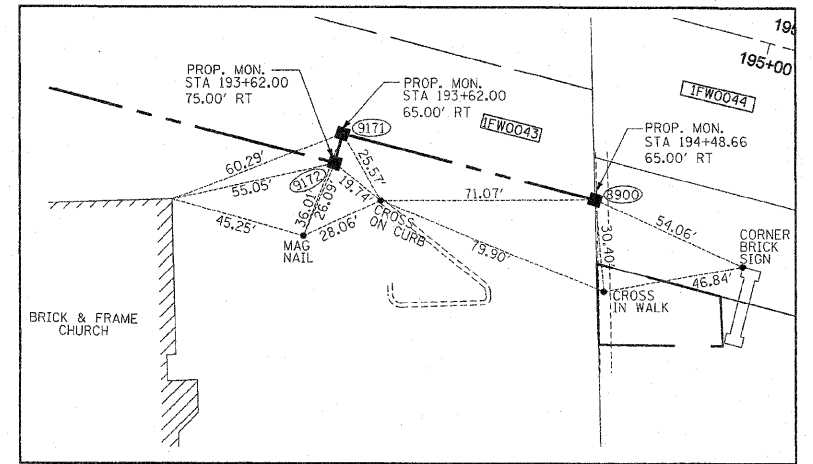 195+00
PROP. MON.
STA 193+62.00
75.00' RT
PROP. MON.
STA 193+62.00
65.00' RT
1FW0044
1FW0043
PROP. MON.
STA 194+48.66
65.00' RT
9171
60.29'
25.57'
55.05'
9172
19.74'
71.07'
8900
45.25'
36.01'
26.09'
28.06'
CROSS
ON CURB
54.06'
MAG
NAIL
79.90'
30.40'
CORNER
BRICK
SIGN
46.84'
CROSS
IN WALK
BRICK & FRAME
CHURCH